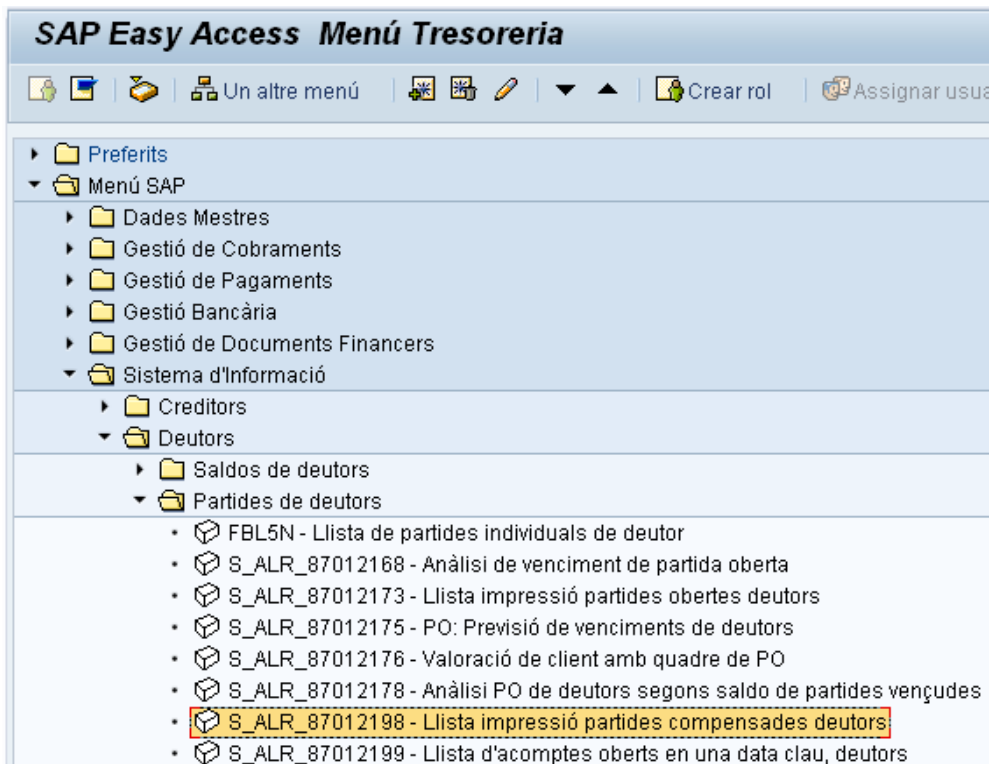 SAP Easy Access Menú Tresoreria
Un altre menú Crear rol Assignar usua
Preferits
Menú SAP
Dades Mestres
Gestió de Cobraments
Gestió de Pagaments
Gestió Bancària
Gestió de Documents Financers
Sistema d'Informació
Creditors
Deutors
Saldos de deutors
Partides de deutors
FBL5N - Llista de partides individuals de deutor
S_ALR_87012168 - Anàlisi de venciment de partida oberta
S_ALR_87012173 - Llista impressió partides obertes deutors
S_ALR_87012175 - PO: Previsió de venciments de deutors
S_ALR_87012176 - Valoració de client amb quadre de PO
S_ALR_87012178 - Anàlisi PO de deutors segons saldo de partides vençudes
S_ALR_87012198 - Llista impressió partides compensades deutors
S_ALR_87012199 - Llista d'acomptes oberts en una data clau, deutors